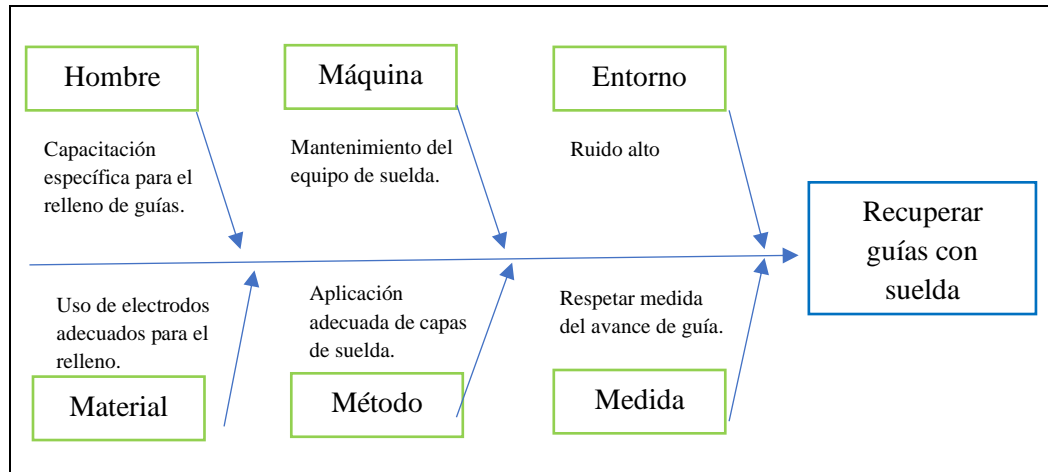 Hombre
Máquina
Entorno
Capacitación
específica para el
relleno de guías.
Mantenimiento del
equipo de suelda.
Ruido alto
Recuperar
guías con
suelda
Uso de electrodos
adecuados para el
relleno.
Aplicación
adecuada de capas
de suelda.
Respetar medida
del avance de guía.
Material
Método
Medida